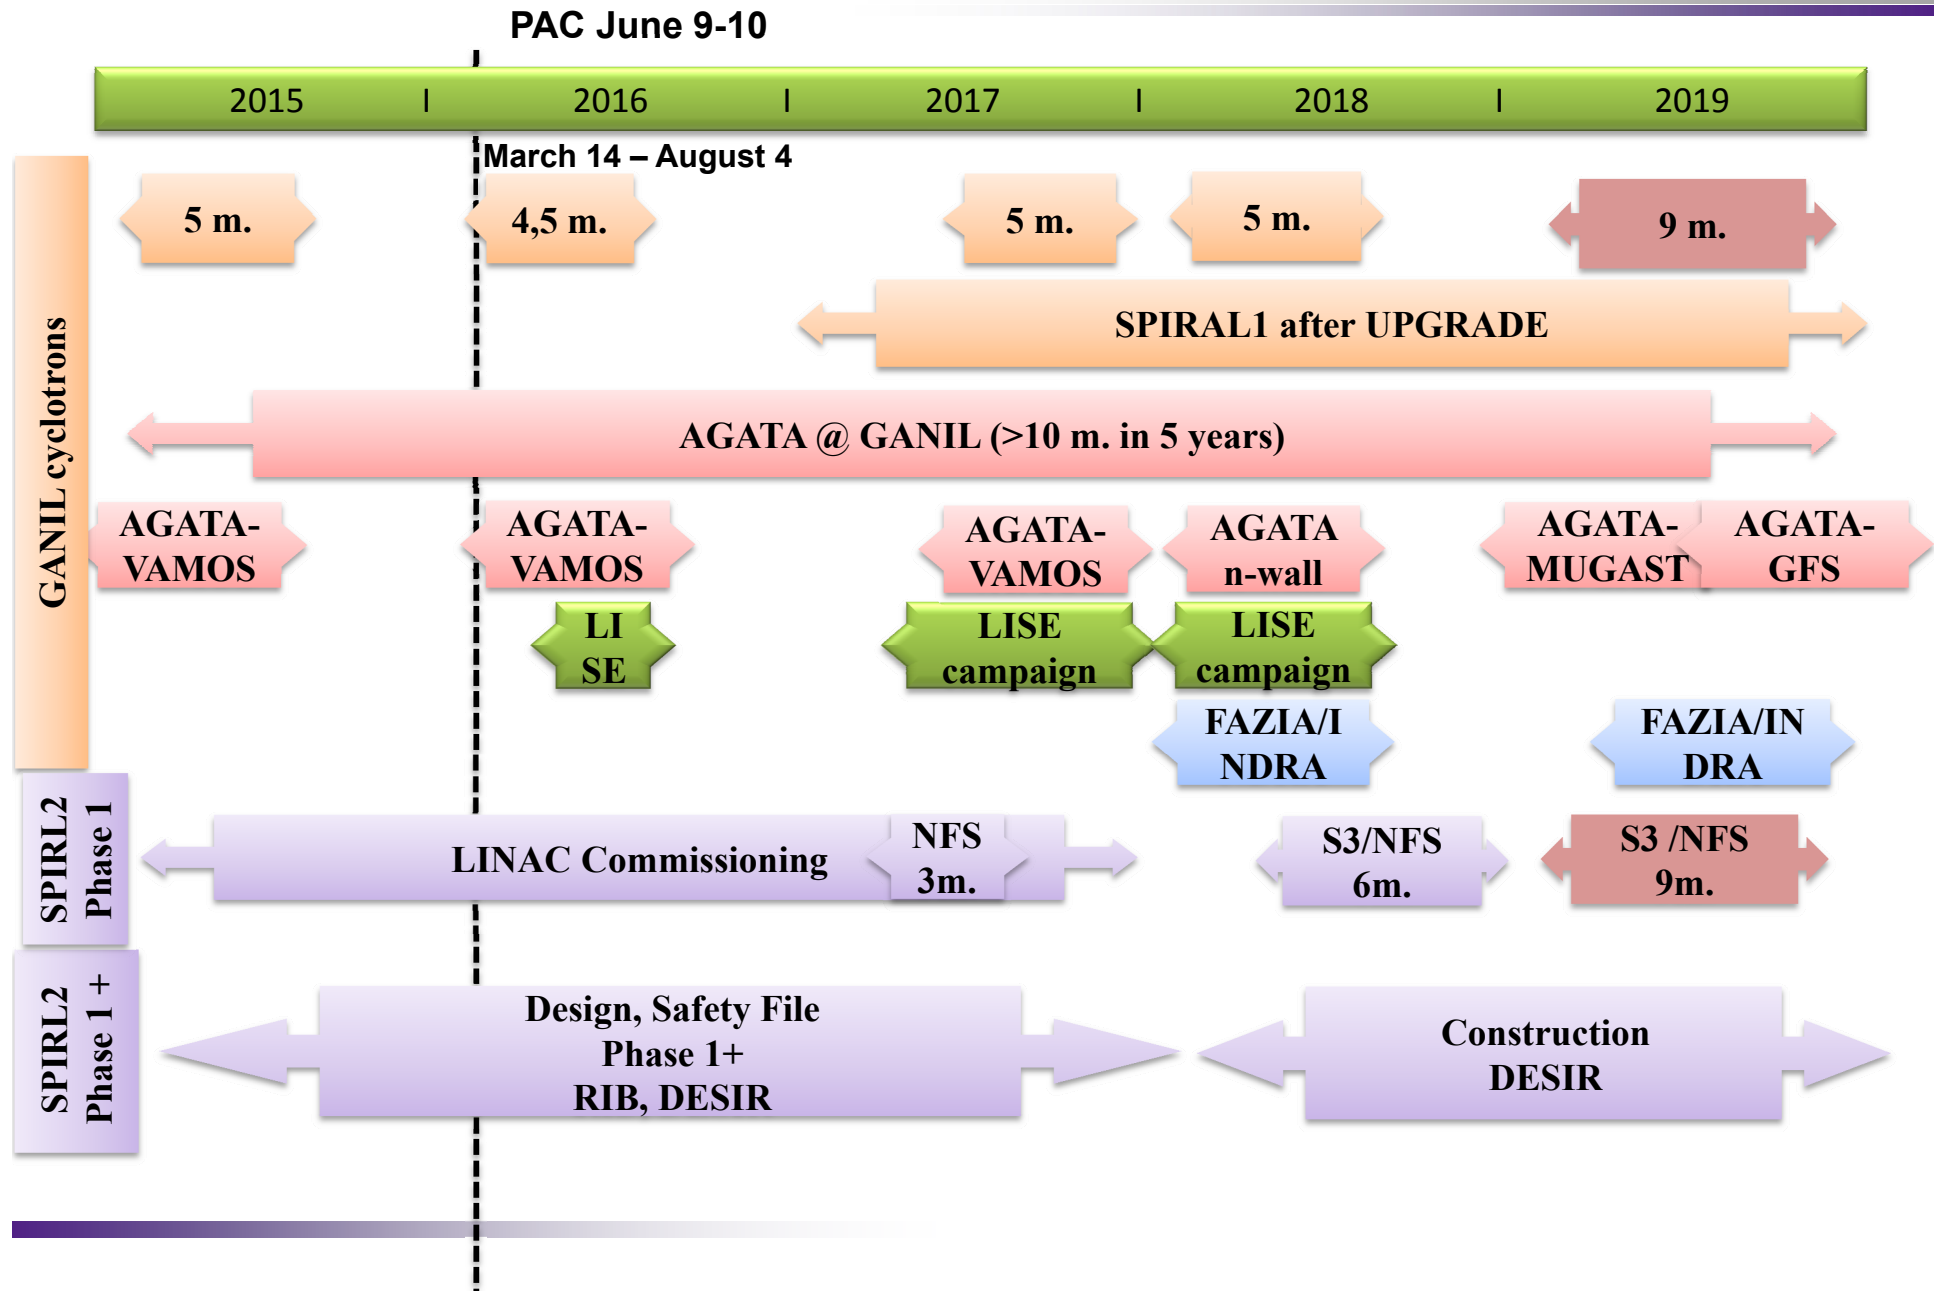 PAC June 9-10
2015 I 2016 I 2017 I 2018 I 2019
March 14 – August 4
GANIL cyclotrons
5 m.
4,5 m.
5 m.
5 m.
9 m.
SPIRAL1 after UPGRADE
AGATA @ GANIL (>10 m. in 5 years)
AGATA-
VAMOS
AGATA-
VAMOS
AGATA-
VAMOS
AGATA
n-wall
AGATA-
MUGAST
AGATA-
GFS
LI
SE
LISE
campaign
LISE
campaign
FAZIA/I
NDRA
FAZIA/IN
DRA
SPIRL2
Phase 1
LINAC Commissioning
NFS
3m.
S3/NFS
6m.
S3 /NFS
9m.
SPIRL2
Phase 1 +
Design, Safety File
Phase 1+
RIB, DESIR
Construction
DESIR